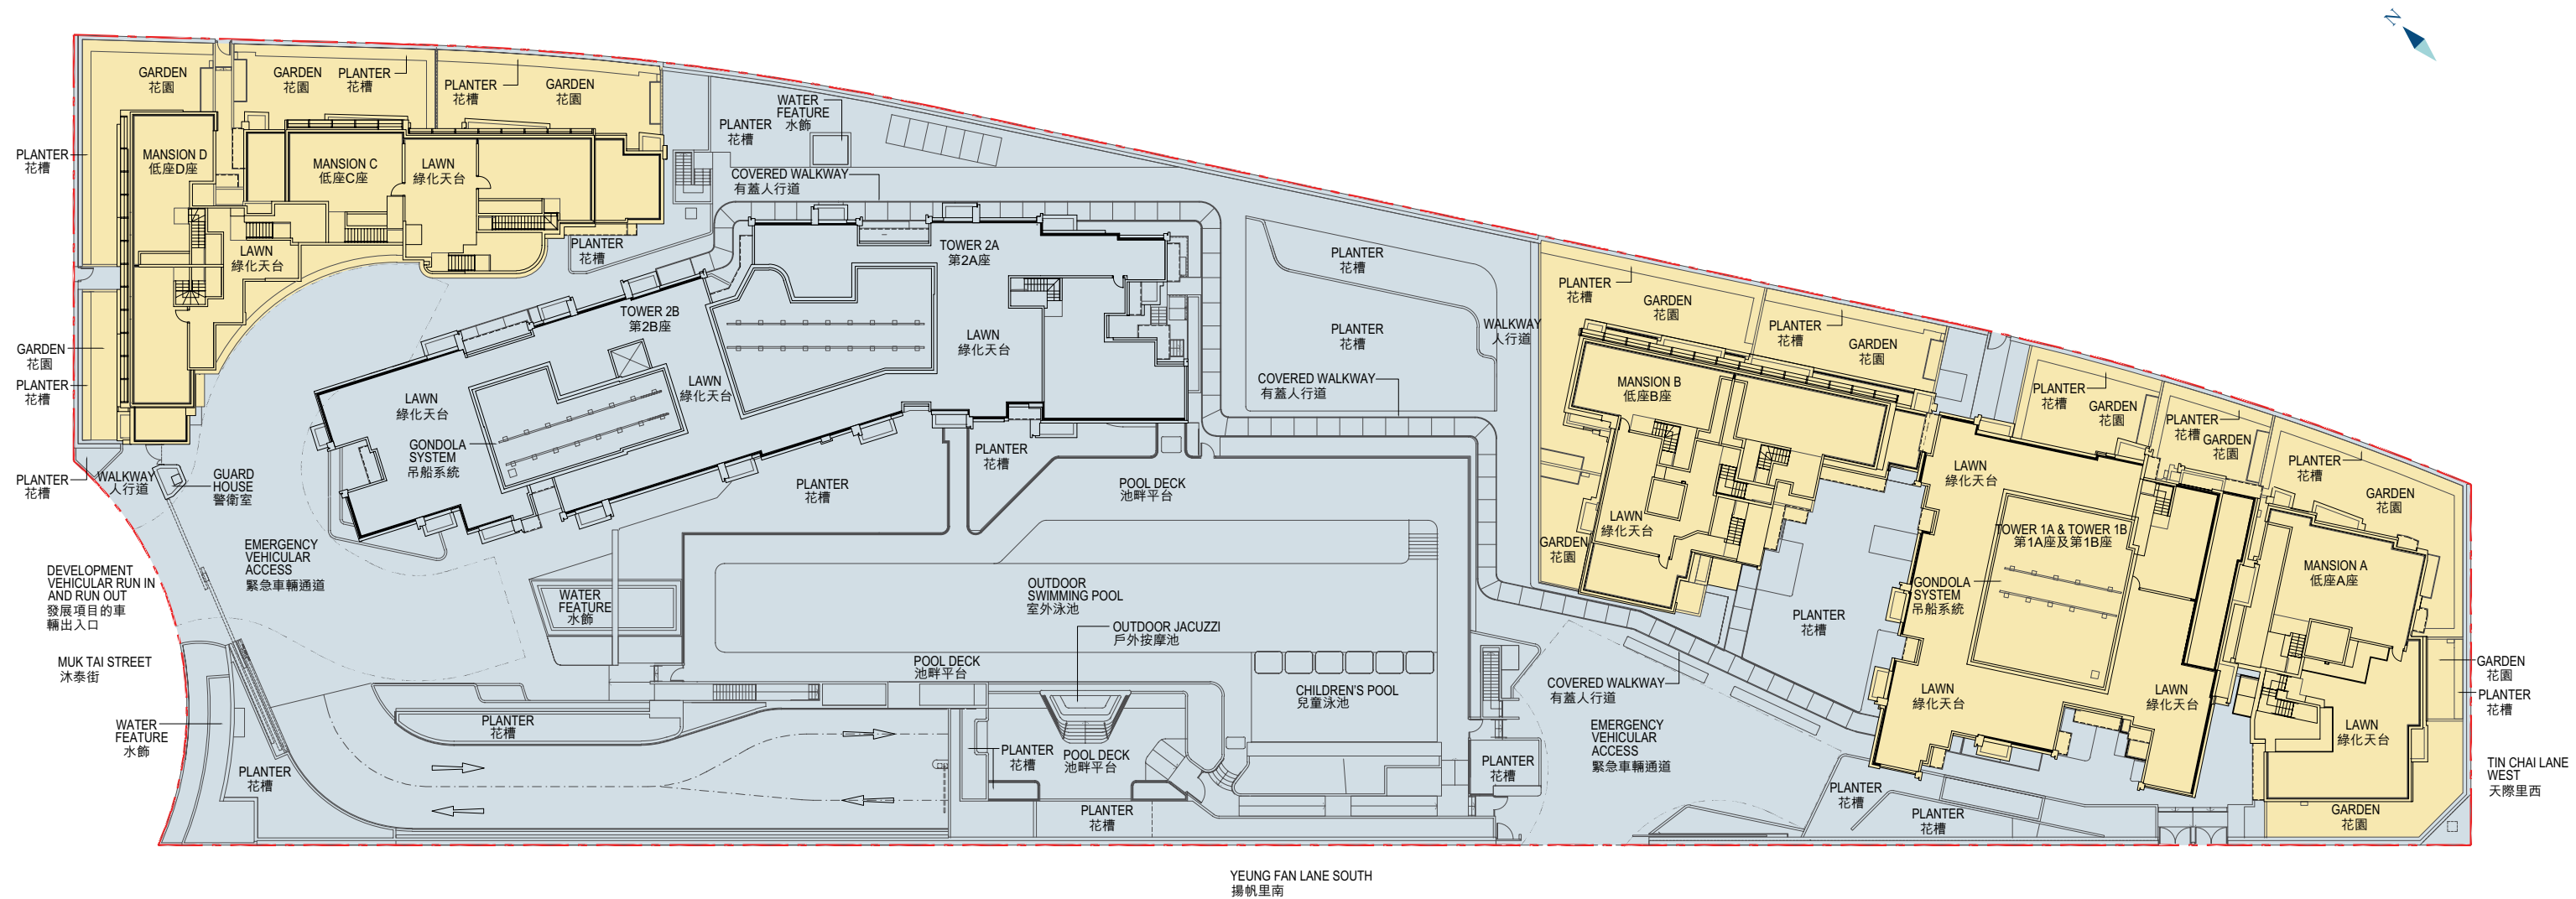 N
GARDEN
花園
GARDEN
花園
PLANTER
花槽
PLANTER
花槽
GARDEN
花園
WATER
FEATURE
水飾
PLANTER
花槽
PLANTER
花槽
MANSION D
低座D座
MANSION C
低座C座
LAWN
綠化天台
COVERED WALKWAY
有蓋人行道
LAWN
綠化天台
PLANTER
花槽
TOWER 2A
第2A座
PLANTER
花槽
PLANTER
花槽
GARDEN
花園
TOWER 2B
第2B座
LAWN
綠化天台
PLANTER
花槽
WALKWAY
人行道
PLANTER
花槽
GARDEN
花園
GARDEN
花園
PLANTER
花槽
LAWN
綠化天台
LAWN
綠化天台
COVERED WALKWAY
有蓋人行道
MANSION B
低座B座
PLANTER
花槽
GARDEN
花園
PLANTER
花槽
GARDEN
花園
GONDOLA
SYSTEM
吊船系統
PLANTER
花槽
PLANTER
花槽
WALKWAY
人行道
GUARD
HOUSE
警衛室
PLANTER
花槽
POOL DECK
池畔平台
LAWN
綠化天台
PLANTER
花槽
GARDEN
花園
LAWN
綠化天台
GARDEN
花園
TOWER 1A & TOWER 1B
第1A座及第1B座
EMERGENCY
VEHICULAR
ACCESS
緊急車輛通道
DEVELOPMENT
VEHICULAR RUN IN
AND RUN OUT
發展項目的車
輛出入口
WATER
FEATURE
水飾
OUTDOOR
SWIMMING POOL
室外泳池
OUTDOOR JACUZZI
戶外按摩池
PLANTER
花槽
GONDOLA
SYSTEM
吊船系統
MANSION A
低座A座
MUK TAI STREET
沐泰街
POOL DECK
池畔平台
CHILDREN'S POOL
兒童泳池
COVERED WALKWAY
有蓋人行道
LAWN
綠化天台
LAWN
綠化天台
GARDEN
花園
PLANTER
花槽
WATER
FEATURE
水飾
PLANTER
花槽
PLANTER
花槽
PLANTER
花槽
POOL DECK
池畔平台
PLANTER
花槽
EMERGENCY
VEHICULAR
ACCESS
緊急車輛通道
LAWN
綠化天台
TIN CHAI LANE
WEST
天際里西
PLANTER
花槽
PLANTER
花槽
PLANTER
花槽
GARDEN
花園
YEUNG FAN LANE SOUTH
揚帆里南